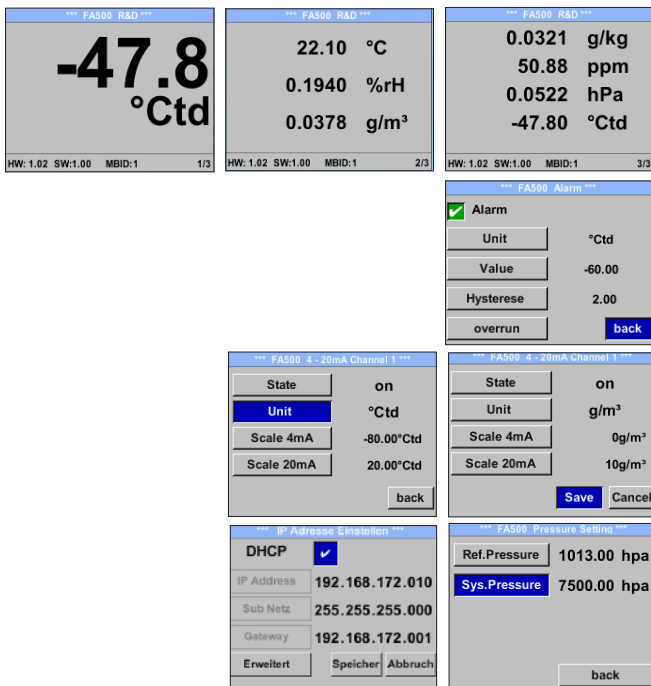 *** FA500 R&D ***
-47.8
°Ctd
HW: 1.02 SW:1.00 MBID:1 1/3
*** FA500 R&D ***
22.10 °C
0.1940 %rH
0.0378 g/m³
HW: 1.02 SW:1.00 MBID:1 2/3
*** FA500 R&D ***
0.0321 g/kg
50.88 ppm
0.0522 hPa
-47.80 °Ctd
HW: 1.02 SW:1.00 MBID:1 3/3
*** FA500 Alarm ***
Alarm
Unit °Ctd
Value -60.00
Hysterese 2.00
overrun back
*** FA500 4 - 20mA Channel 1 ***
State on
Unit °Ctd
Scale 4mA -80.00°Ctd
Scale 20mA 20.00°Ctd
back
*** FA500 4 - 20mA Channel 1 ***
State on
Unit g/m³
Scale 4mA 0g/m³
Scale 20mA 10g/m³
Save Cancel
*** IP Adresse Einstellen ***
DHCP
IP Address 192.168.172.010
Sub Netz 255.255.255.000
Gateway 192.168.172.001
Erweitert Speicher Abbruch
*** FA500 Pressure Setting ***
Ref.Pressure 1013.00 hpa
Sys.Pressure 7500.00 hpa
back